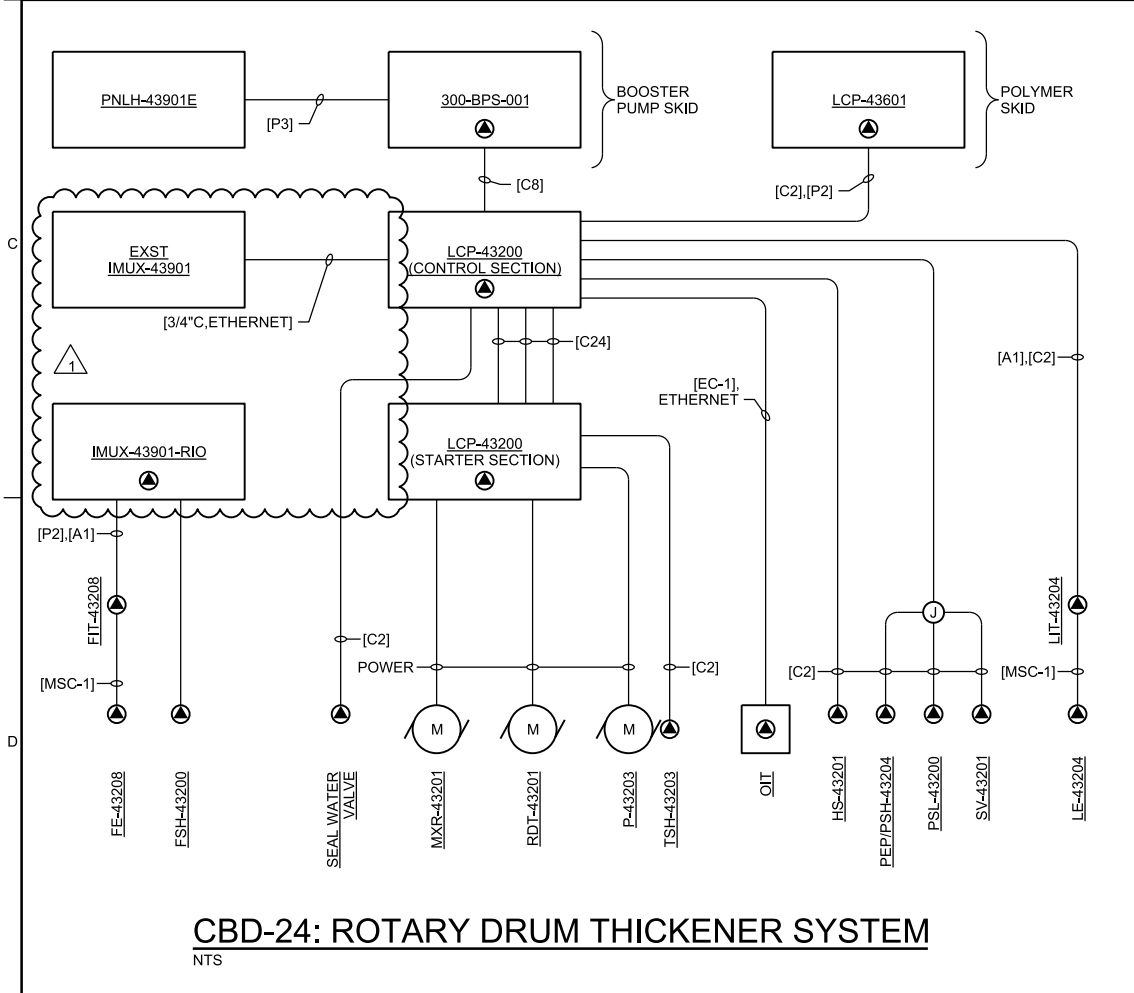 PNLH-43901E
[P3]
300-BPS-001
BOOSTER
PUMP SKID
LCP-43601
POLYMER
SKID
[C8]
[C2],[P2]
C
EXST
IMUX-43901
[3/4"C,ETHERNET]
LCP-43200
(CONTROL SECTION)
[C24]
1
[EC-1],
ETHERNET
[A1],[C2]
IMUX-43901-RIO
LCP-43200
(STARTER SECTION)
[P2],[A1]
FIT-43208
J
LIT-43204
[C2]
POWER
[C2]
[C2]
[MSC-1]
[MSC-1]
M
M
M
D
FE-43208
FSH-43200
SEAL WATER
VALVE
MXR-43201
RDT-43201
P-43203
TSH-43203
OIT
HS-43201
PEP/PSH-43204
PSL-43200
SV-43201
LE-43204
CBD-24: ROTARY DRUM THICKENER SYSTEM
NTS